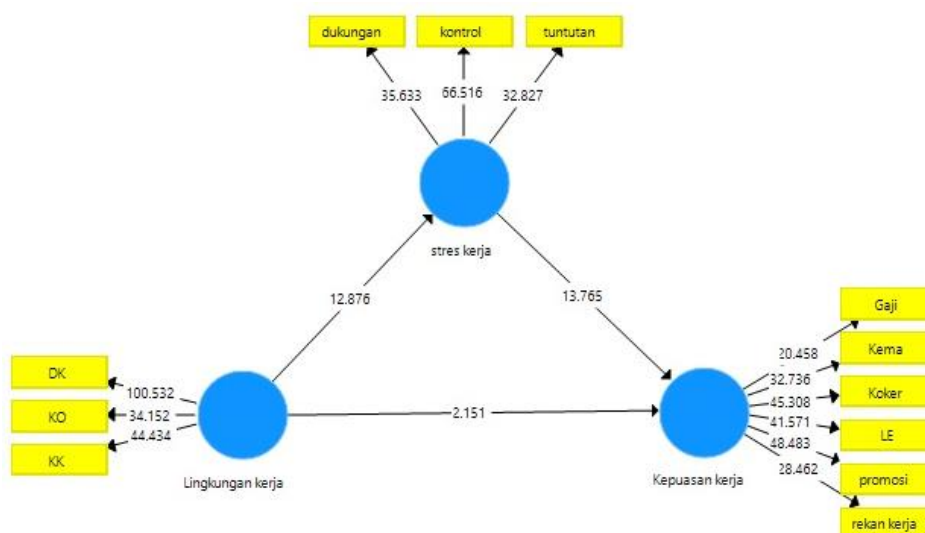 dukungan
kontrol
tuntutan
35.633
66.516
32.827
stres kerja
12.876
13.765
DK
KO
KK
100.532
34.152
44.434
Lingkungan kerja
2.151
Kepuasan kerja
20.458
32.736
45.308
41.571
48.483
28.462
Gaji
Kema
Koker
LE
promosi
rekan kerja